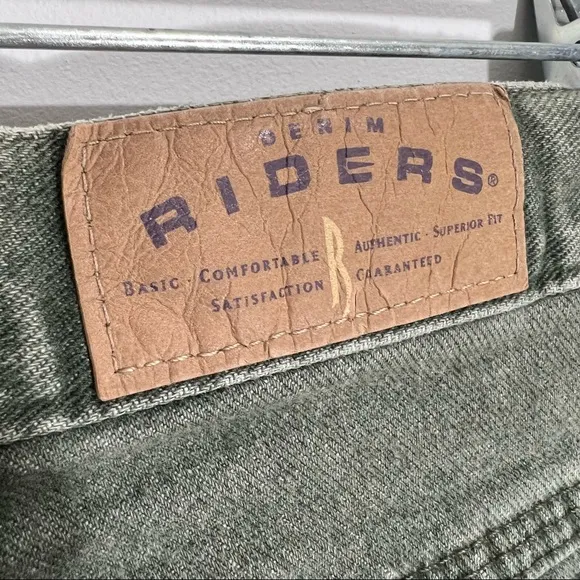 DENIM
RIDERS®
BASIC · COMFORTABLE B AUTHENTIC · SUPERIOR FIT
SATISFACTION GUARANTEED